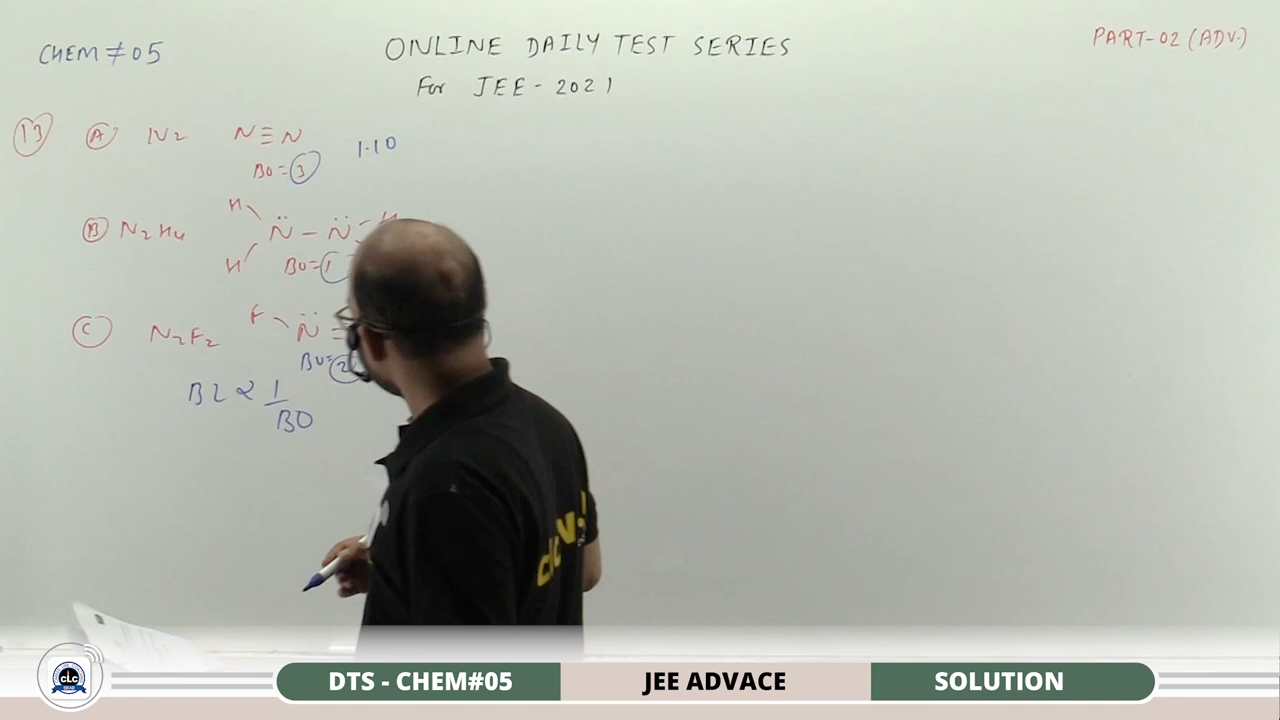 CHEM # 05
ONLINE DAILY TEST SERIES
For JEE - 2021
PART-02 (ADV.)
13 A N2 N≡N 1.10
BO = 3
B N2H4 H H N̈ - N̈ H
BO = 1
C N2F2 F N̈ =
BO = 2
BL ∝ 1/BO
CLC
DTS - CHEM#05
JEE ADVACE
SOLUTION